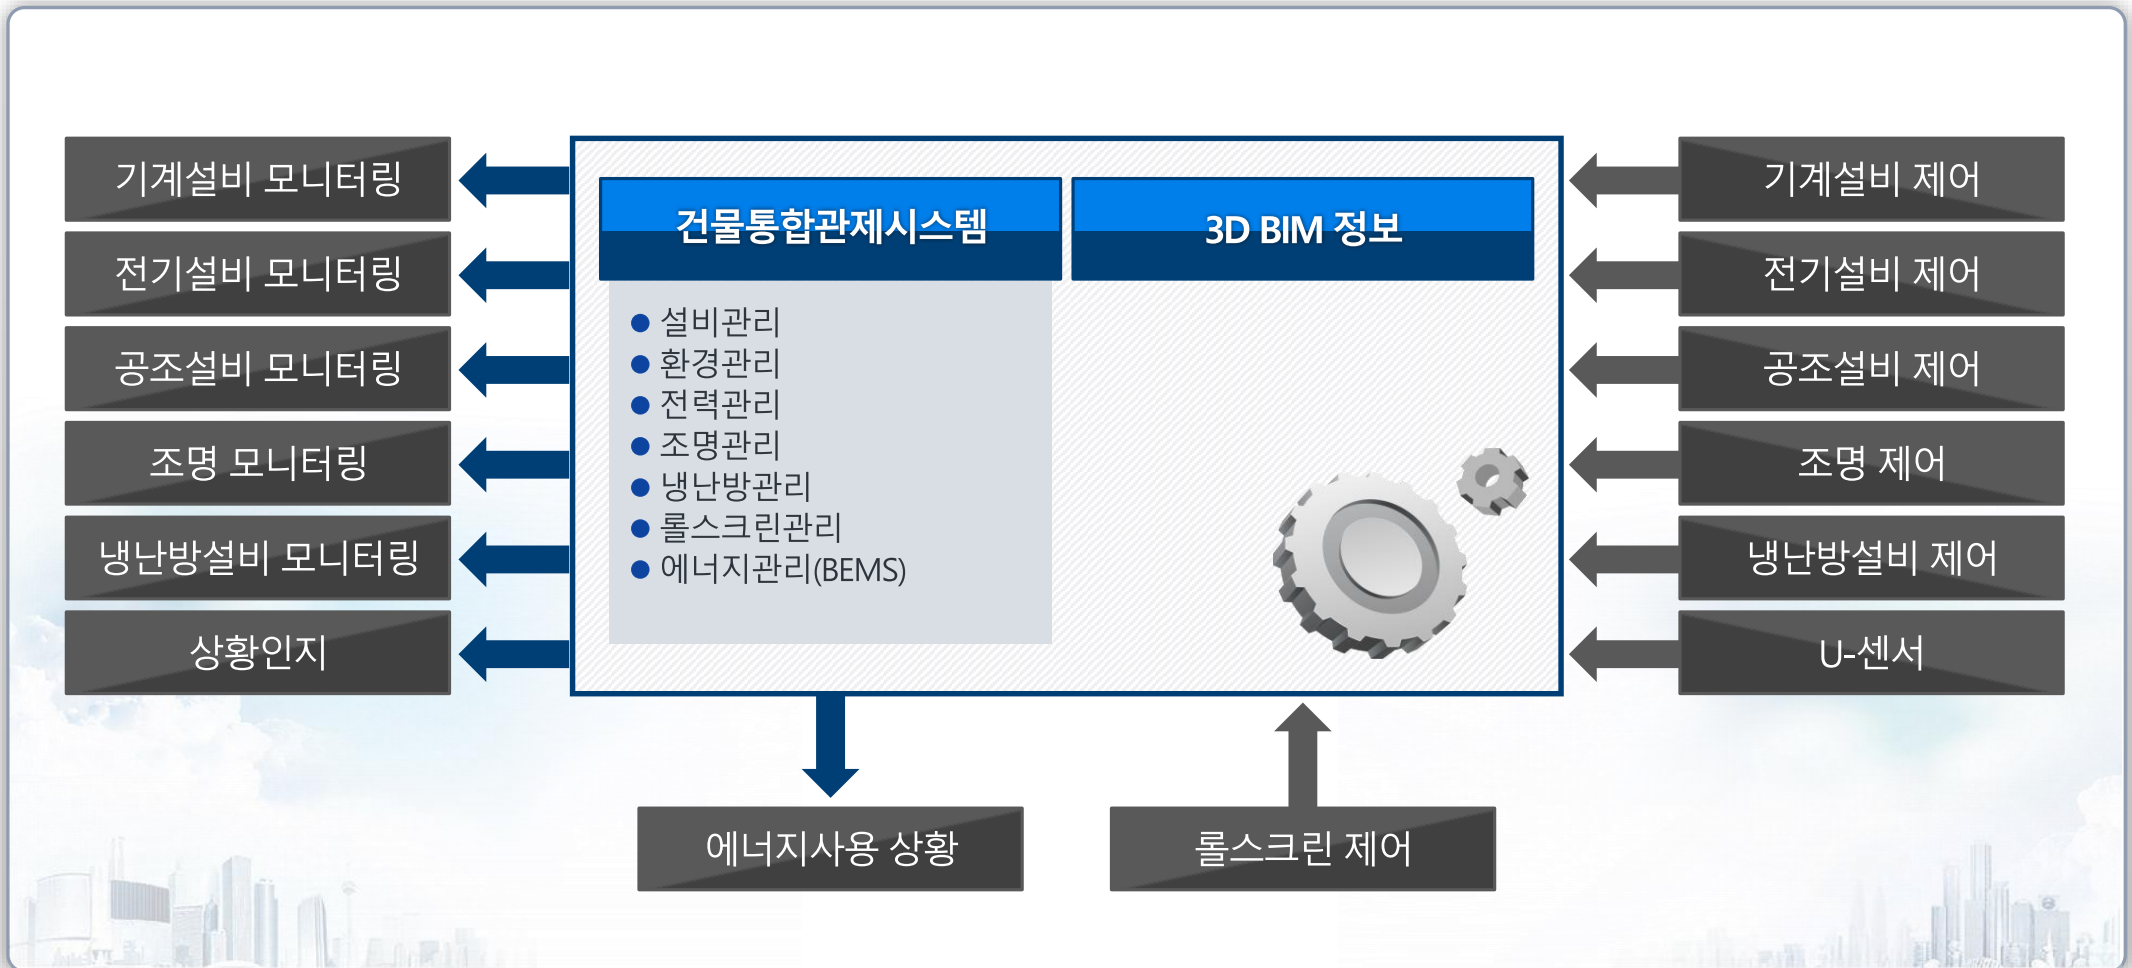 기계설비 모니터링
전기설비 모니터링
공조설비 모니터링
조명 모니터링
냉난방설비 모니터링
상황인지
건물통합관제시스템
설비관리
환경관리
전력관리
조명관리
냉난방관리
롤스크린관리
에너지관리(BEMS)
3D BIM 정보
기계설비 제어
전기설비 제어
공조설비 제어
조명 제어
냉난방설비 제어
U-센서
에너지사용 상황
롤스크린 제어